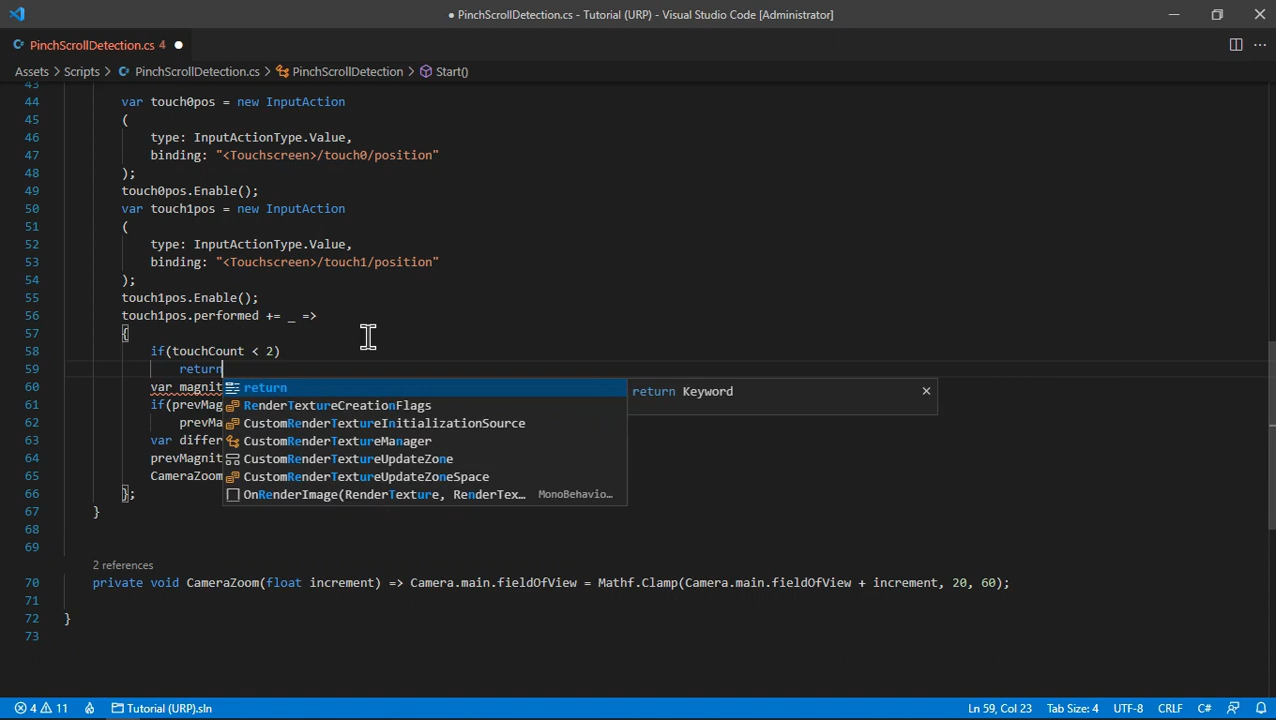 ● PinchScrollDetection.cs - Tutorial (URP) - Visual Studio Code [Administrator]
PinchScrollDetection.cs 4 ●
Assets > Scripts > PinchScrollDetection.cs > PinchScrollDetection > Start()
43
44 var touch0pos = new InputAction
45 (
46 type: InputActionType.Value,
47 binding: "<Touchscreen>/touch0/position"
48 );
49 touch0pos.Enable();
50 var touch1pos = new InputAction
51 (
52 type: InputActionType.Value,
53 binding: "<Touchscreen>/touch1/position"
54 );
55 touch1pos.Enable();
56 touch1pos.performed += _ =>
57 {
58 if(touchCount < 2)
59 return
60 var magnit return return Keyword
61 if(prevMag RenderTextureCreationFlags
62 prevMa CustomRenderTextureInitializationSource
63 var differ CustomRenderTextureManager
64 prevMagnit CustomRenderTextureUpdateZone
65 CameraZoom CustomRenderTextureUpdateZoneSpace
66 }; OnRenderImage(RenderTexture, RenderTex… MonoBehavio…
67 }
68
69
2 references
70 private void CameraZoom(float increment) => Camera.main.fieldOfView = Mathf.Clamp(Camera.main.fieldOfView + increment, 20, 60);
71
72 }
73
4 11 Tutorial (URP).sln Ln 59, Col 23 Tab Size: 4 UTF-8 CRLF C#